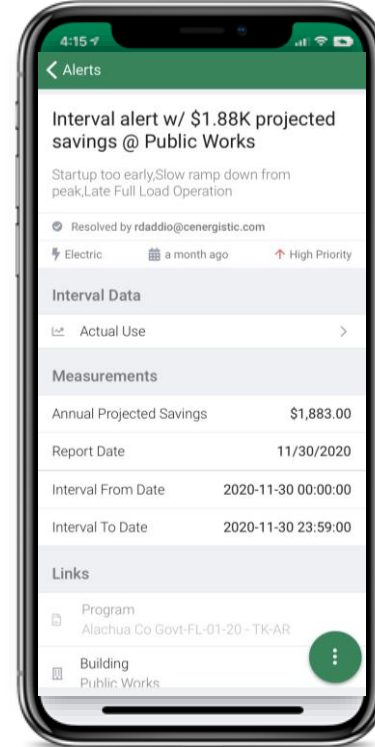 4:15
Alerts
Interval alert w/ $1.88K projected
savings @ Public Works
Startup too early,Slow ramp down from
peak,Late Full Load Operation
Resolved by rdaddio@cenergistic.com
Electric a month ago High Priority
Interval Data
Actual Use
Measurements
Annual Projected Savings $1,883.00
Report Date 11/30/2020
Interval From Date 2020-11-30 00:00:00
Interval To Date 2020-11-30 23:59:00
Links
Program
Alachua Co Govt-FL-01-20 - TK-AR
Building
Public Works